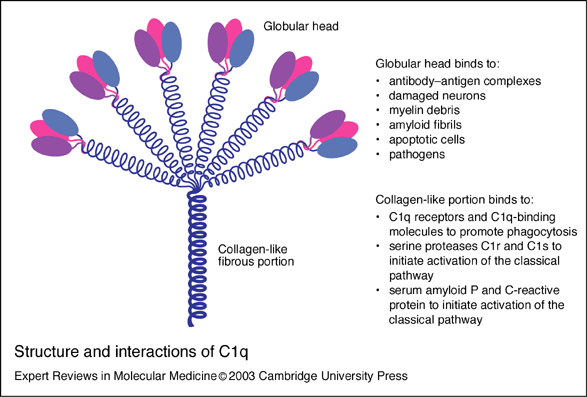 Globular head
Globular head binds to:
• antibody–antigen complexes
• damaged neurons
• myelin debris
• amyloid fibrils
• apoptotic cells
• pathogens
Collagen-like portion binds to:
• C1q receptors and C1q-binding
molecules to promote phagocytosis
• serine proteases C1r and C1s to
initiate activation of the classical
pathway
• serum amyloid P and C-reactive
protein to initiate activation of the
classical pathway
Collagen-like
fibrous portion
Structure and interactions of C1q
Expert Reviews in Molecular Medicine©2003 Cambridge University Press